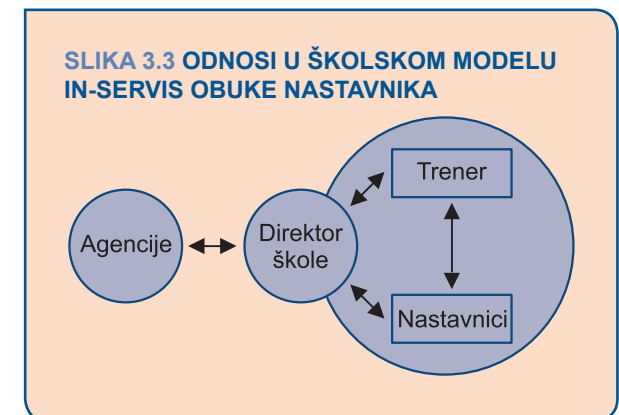 SLIKA 3.3 ODNOSI U ŠKOLSKOM MODELU
IN-SERVIS OBUKE NASTAVNIKA
Trener
Agencije
Direktor
škole
Nastavnici